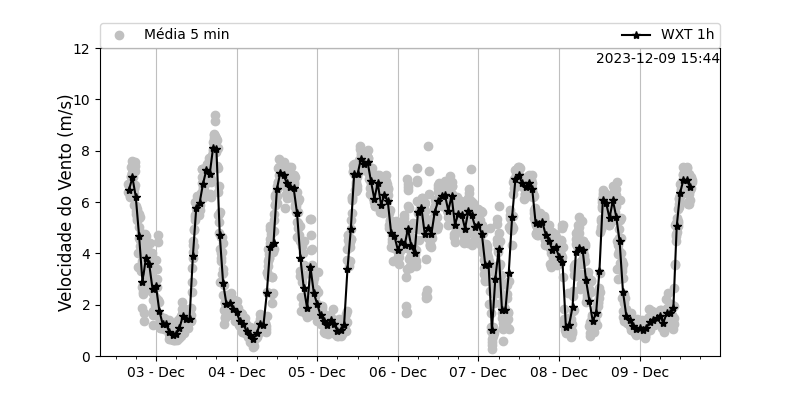 Média 5 min
WXT 1h
2023-12-09 15:44
Velocidade do Vento (m/s)
12
10
8
6
4
2
0
03 - Dec
04 - Dec
05 - Dec
06 - Dec
07 - Dec
08 - Dec
09 - Dec